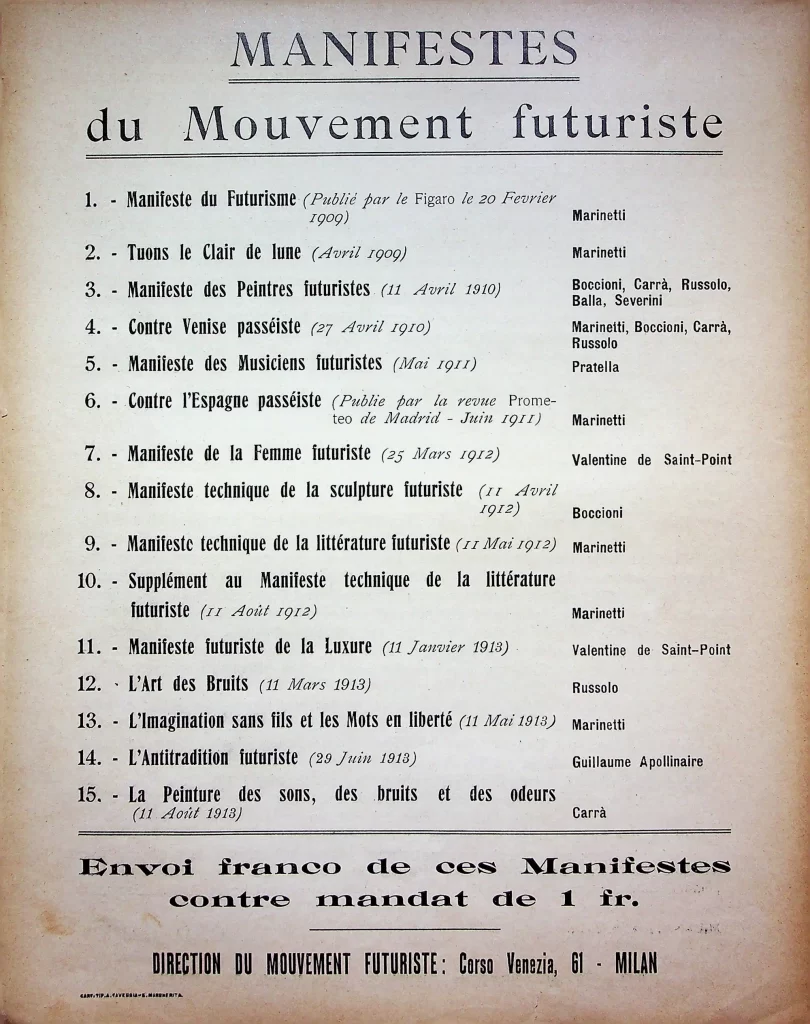 MANIFESTES
du Mouvement futuriste
1. - Manifeste du Futurisme (Publié par le Figaro le 20 Fevrier
1909) Marinetti
2. - Tuons le Clair de lune (Avril 1909) Marinetti
3. - Manifeste des Peintres futuristes (11 Avril 1910) Boccioni, Carrà, Russolo,
Balla, Severini
4. - Contre Venise passéiste (27 Avril 1910) Marinetti, Boccioni, Carrà,
Russolo
5. - Manifeste des Musiciens futuristes (Mai 1911) Pratella
6. - Contre l'Espagne passéiste (Publie par la revue Prome-
teo de Madrid - Juin 1911) Marinetti
7. - Manifeste de la Femme futuriste (25 Mars 1912) Valentine de Saint-Point
8. - Manifeste technique de la sculpture futuriste (11 Avril
1912) Boccioni
9. - Manifeste technique de la littérature futuriste (11 Mai 1912) Marinetti
10. - Supplément au Manifeste technique de la littérature
futuriste (11 Août 1912) Marinetti
11. - Manifeste futuriste de la Luxure (11 Janvier 1913) Valentine de Saint-Point
12. - L'Art des Bruits (11 Mars 1913) Russolo
13. - L'Imagination sans fils et les Mots en liberté (11 Mai 1913) Marinetti
14. - L'Antitradition futuriste (29 Juin 1913) Guillaume Apollinaire
15. - La Peinture des sons, des bruits et des odeurs
(11 Août 1913) Carrà
Envoi franco de ces Manifestes
contre mandat de 1 fr.
DIRECTION DU MOUVEMENT FUTURISTE: Corso Venezia, 61 - MILAN